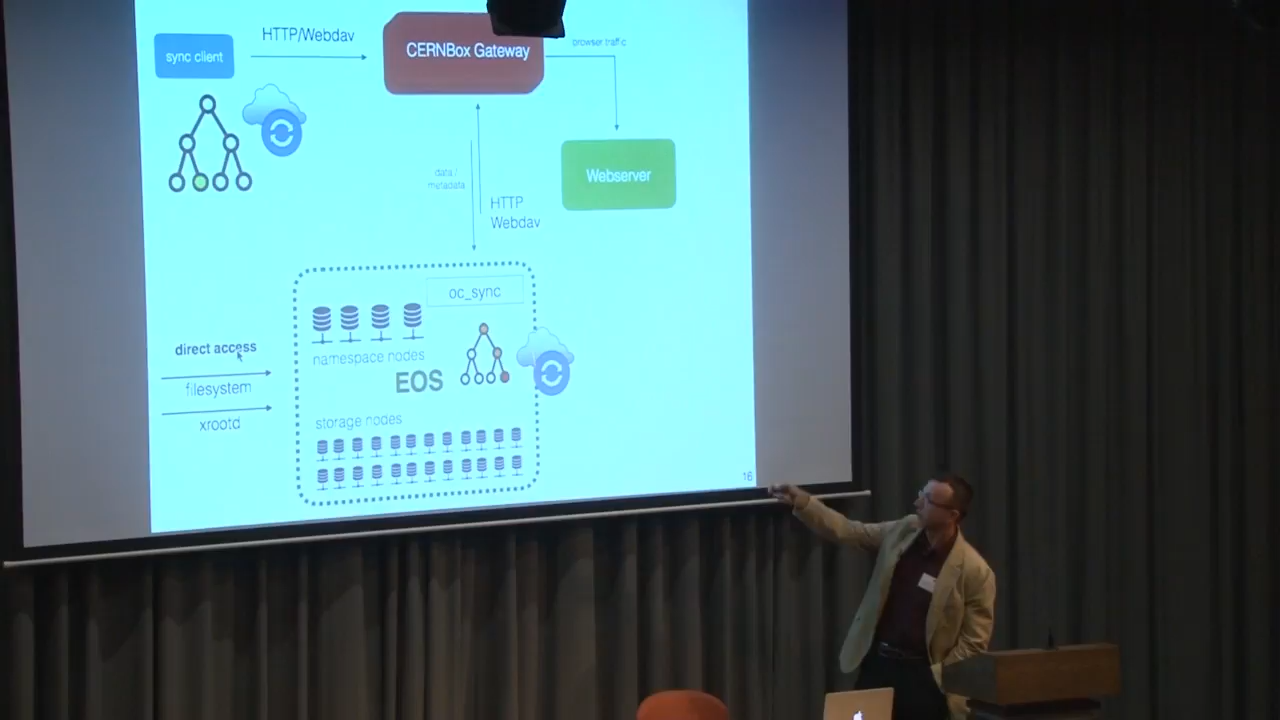 HTTP/Webdav
sync client
CERNBox Gateway
browser traffic
Webserver
data /
metadata
HTTP
Webdav
oc_sync
direct access
filesystem
xrootd
namespace nodes
EOS
storage nodes
16